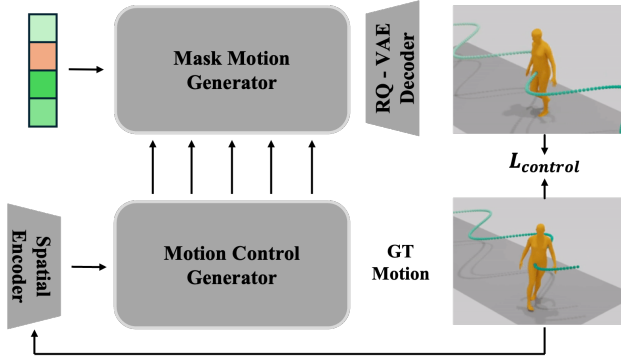 Mask Motion
Generator
RQ - VAE
Decoder
L_control
Spatial
Encoder
Motion Control
Generator
GT
Motion